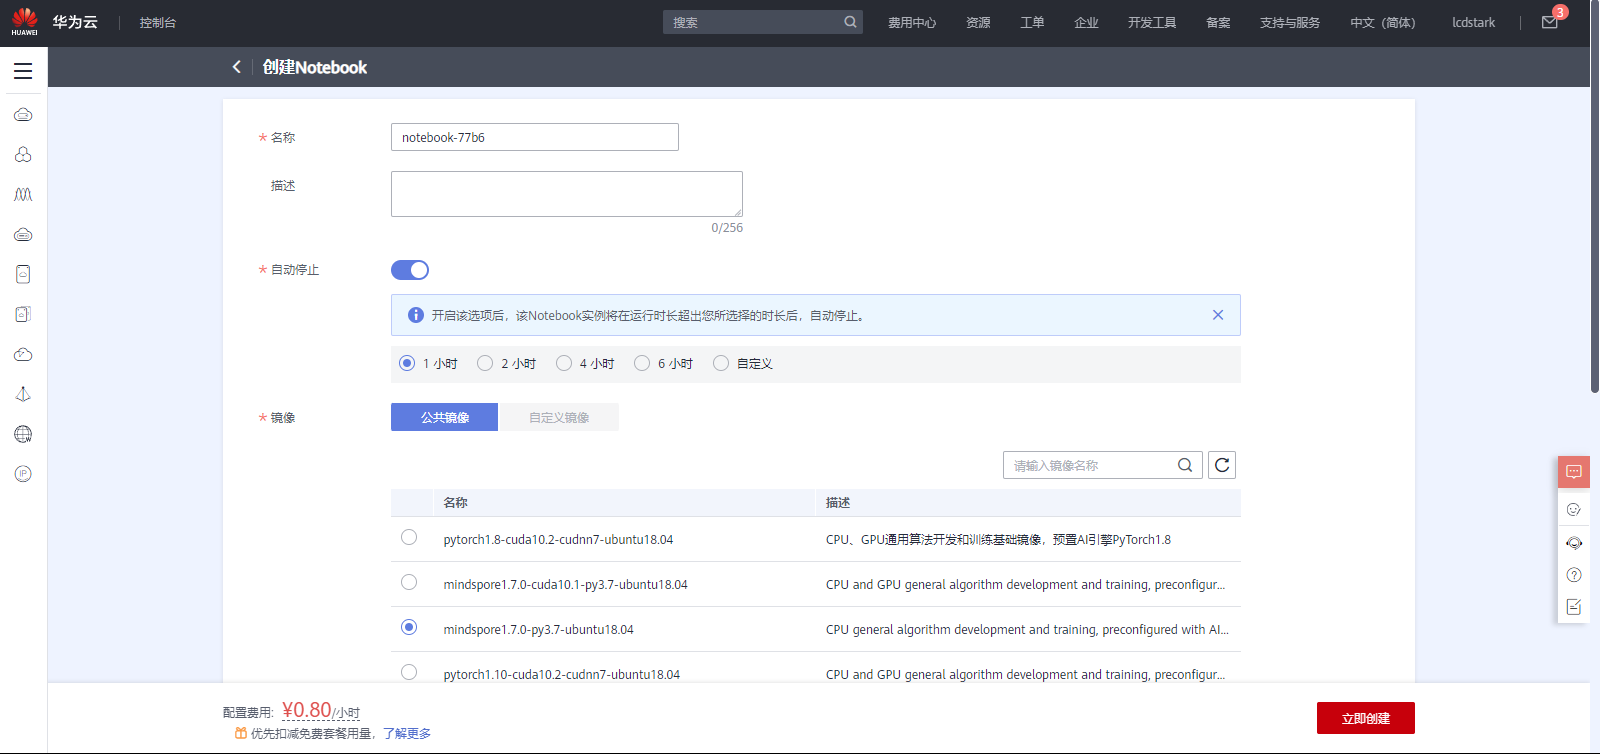 HUAWEI
华为云
控制台
搜索
费用中心
资源
工单
企业
开发工具
备案
支持与服务
中文（简体）
lcdstark
3
创建Notebook
* 名称
notebook-77b6
描述
0/256
* 自动停止
开启该选项后，该Notebook实例将在运行时长超出您所选择的时长后，自动停止。
1 小时 2 小时 4 小时 6 小时 自定义
* 镜像
公共镜像 自定义镜像
请输入镜像名称
名称 描述
pytorch1.8-cuda10.2-cudnn7-ubuntu18.04 CPU、GPU通用算法开发和训练基础镜像，预置AI引擎PyTorch1.8
mindspore1.7.0-cuda10.1-py3.7-ubuntu18.04 CPU and GPU general algorithm development and training, preconfigur...
mindspore1.7.0-py3.7-ubuntu18.04 CPU general algorithm development and training, preconfigured with AI...
pytorch1.10-cuda10.2-cudnn7-ubuntu18.04 CPU and GPU general algorithm development and training, preconfigur...
配置费用: ¥0.80/小时
优先扣减免费套餐用量，了解更多
立即创建
IP